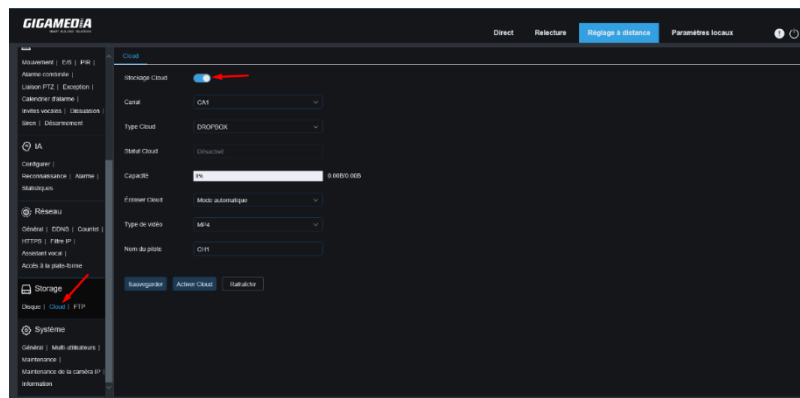 GIGAMEDIA
Direct
Relecture
Réglage à distance
Paramètres locaux
Mouvement | E/S | PIR |
Alarme combinée |
Liaison PTZ | Exception |
Calendrier d'alarme |
Invites vocales | Dissuasion |
Siren | Désarmement
IA
Configurer |
Reconnaissance | Alarme |
Statistiques
Réseau
Général | DDNS | Courriel |
HTTPS | Filtre IP |
Assistant vocal |
Accès à la plate-forme
Storage
Disque | Cloud | FTP
Système
Général | Multi-utilisateurs |
Maintenance |
Maintenance de la caméra IP |
Information
Cloud
Stockage Cloud
Canal
CA1
Type Cloud
DROPBOX
Statut Cloud
Désactivé
Capacité
0.00B/0.00B
Écraser Cloud
Mode automatique
Type de vidéo
MP4
Nom du pilote
CH1
Sauvegarder
Activer Cloud
Rafraîchir